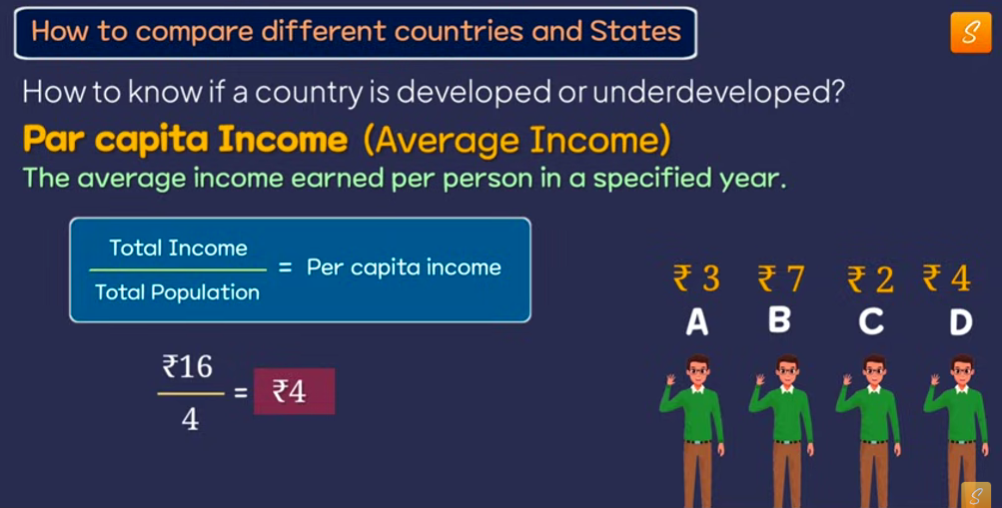 How to compare different countries and States
S
How to know if a country is developed or underdeveloped?
Par capita Income (Average Income)
The average income earned per person in a specified year.
Total Income
= Per capita income
Total Population
₹ 3 ₹ 7 ₹ 2 ₹ 4
A B C D
₹16
= ₹4
4
S